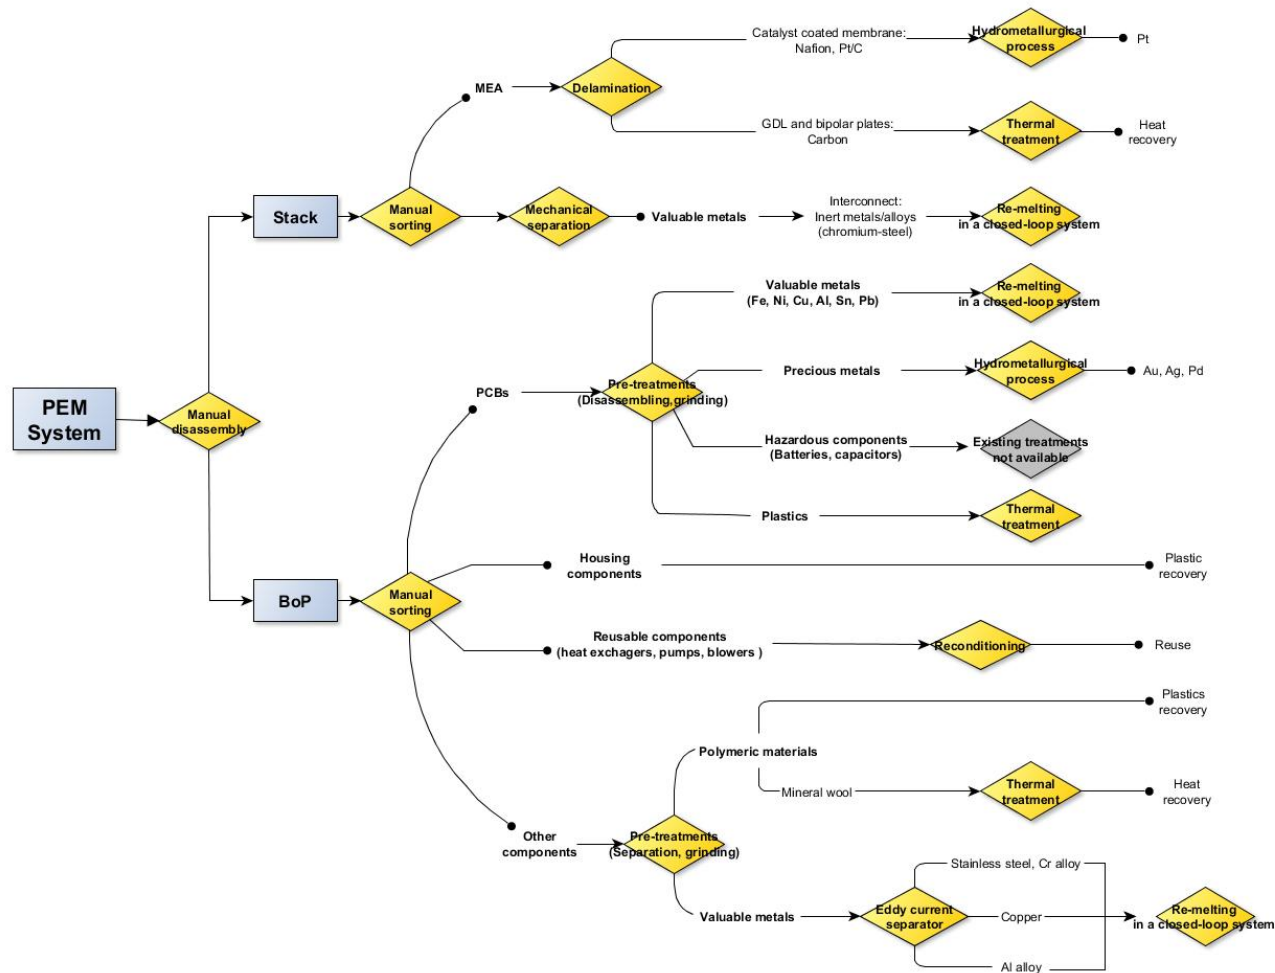 Catalyst coated membrane:
Nafion, Pt/C
Hydrometallurgical
process
Pt
MEA
Delamination
GDL and bipolar plates:
Carbon
Thermal
treatment
Heat
recovery
Stack
Manual
sorting
Mechanical
separation
Valuable metals
Interconnect:
Inert metals/alloys
(chromium-steel)
Re-melting
in a closed-loop system
Valuable metals
(Fe, Ni, Cu, Al, Sn, Pb)
Re-melting
in a closed-loop system
PEM
System
Manual
disassembly
PCBs
Pre-treatments
(Disassembling,grinding)
Precious metals
Hydrometallurgical
process
Au, Ag, Pd
Hazardous components
(Batteries, capacitors)
Existing treatments
not available
Plastics
Thermal
treatment
BoP
Manual
sorting
Housing
components
Plastic
recovery
Reusable components
(heat exchagers, pumps, blowers )
Reconditioning
Reuse
Plastics
recovery
Polymeric materials
Mineral wool
Thermal
treatment
Heat
recovery
Other
components
Pre-treatments
(Separation, grinding)
Stainless steel, Cr alloy
Valuable metals
Eddy current
separator
Copper
Re-melting
in a closed-loop system
Al alloy